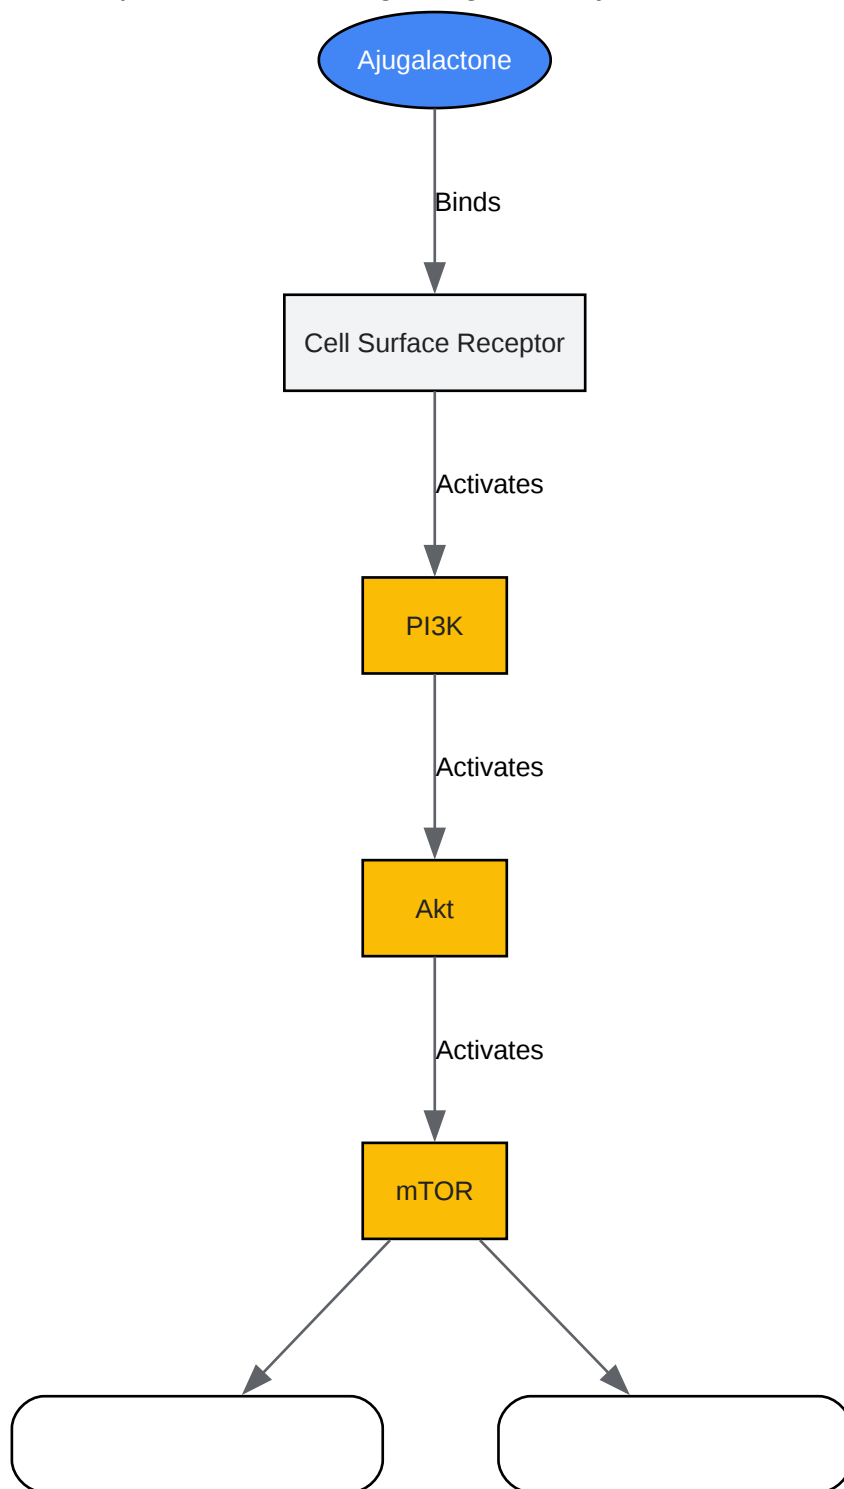 Ajugalactone
Binds
Cell Surface Receptor
Activates
PI3K
Activates
Akt
Activates
mTOR